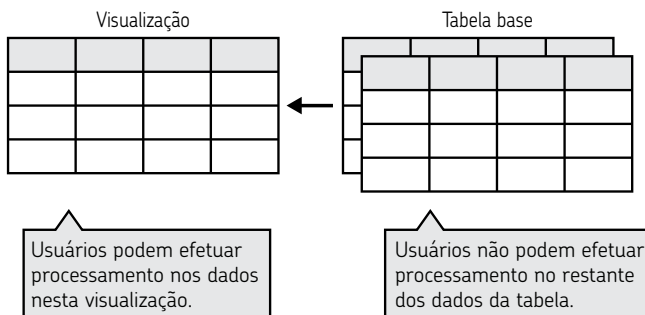 Visualização
Tabela base
Usuários podem efetuar
processamento nos dados
nesta visualização.
Usuários não podem efetuar
processamento no restante
dos dados da tabela.